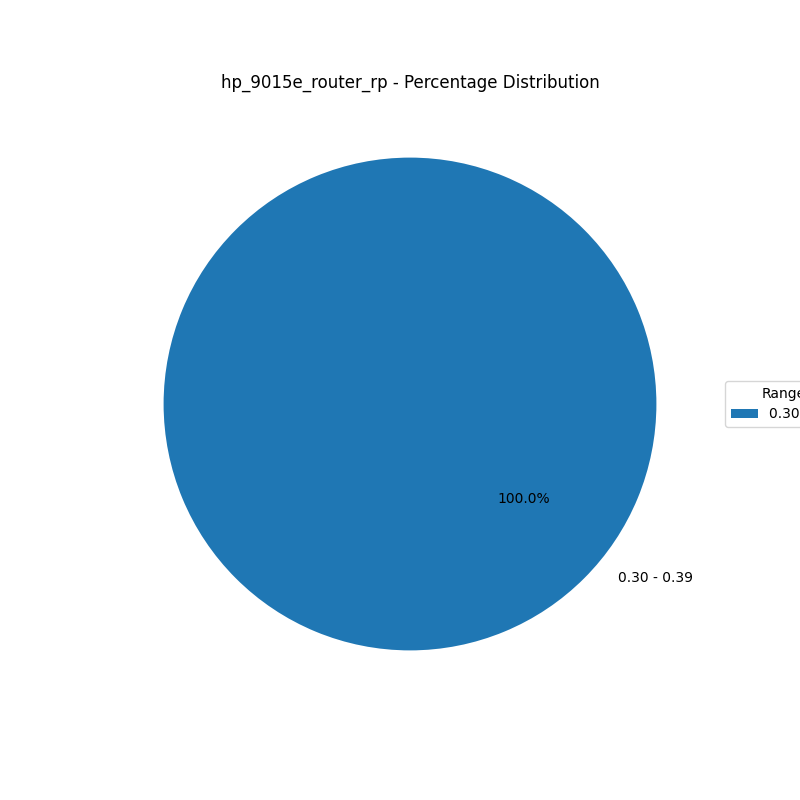 hp_9015e_router_rp - Percentage Distribution
Range
0.30
100.0%
0.30 - 0.39